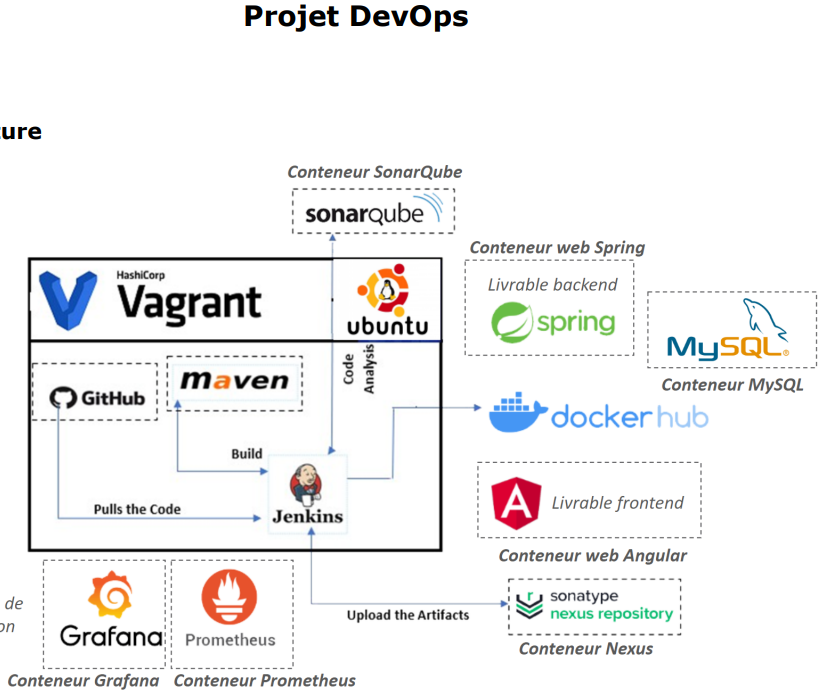 Projet DevOps
ure
Conteneur SonarQube
sonarqube
Conteneur web Spring
HashiCorp
Vagrant
ubuntu
Livrable backend
spring
MySQL®
Conteneur MySQL
GitHub
maven
Code
Analysis
dockerhub
Build
Jenkins
Pulls the Code
Livrable frontend
Conteneur web Angular
Upload the Artifacts
sonatype
nexus repository
Conteneur Nexus
de
on
Grafana
Prometheus
Conteneur Grafana
Conteneur Prometheus